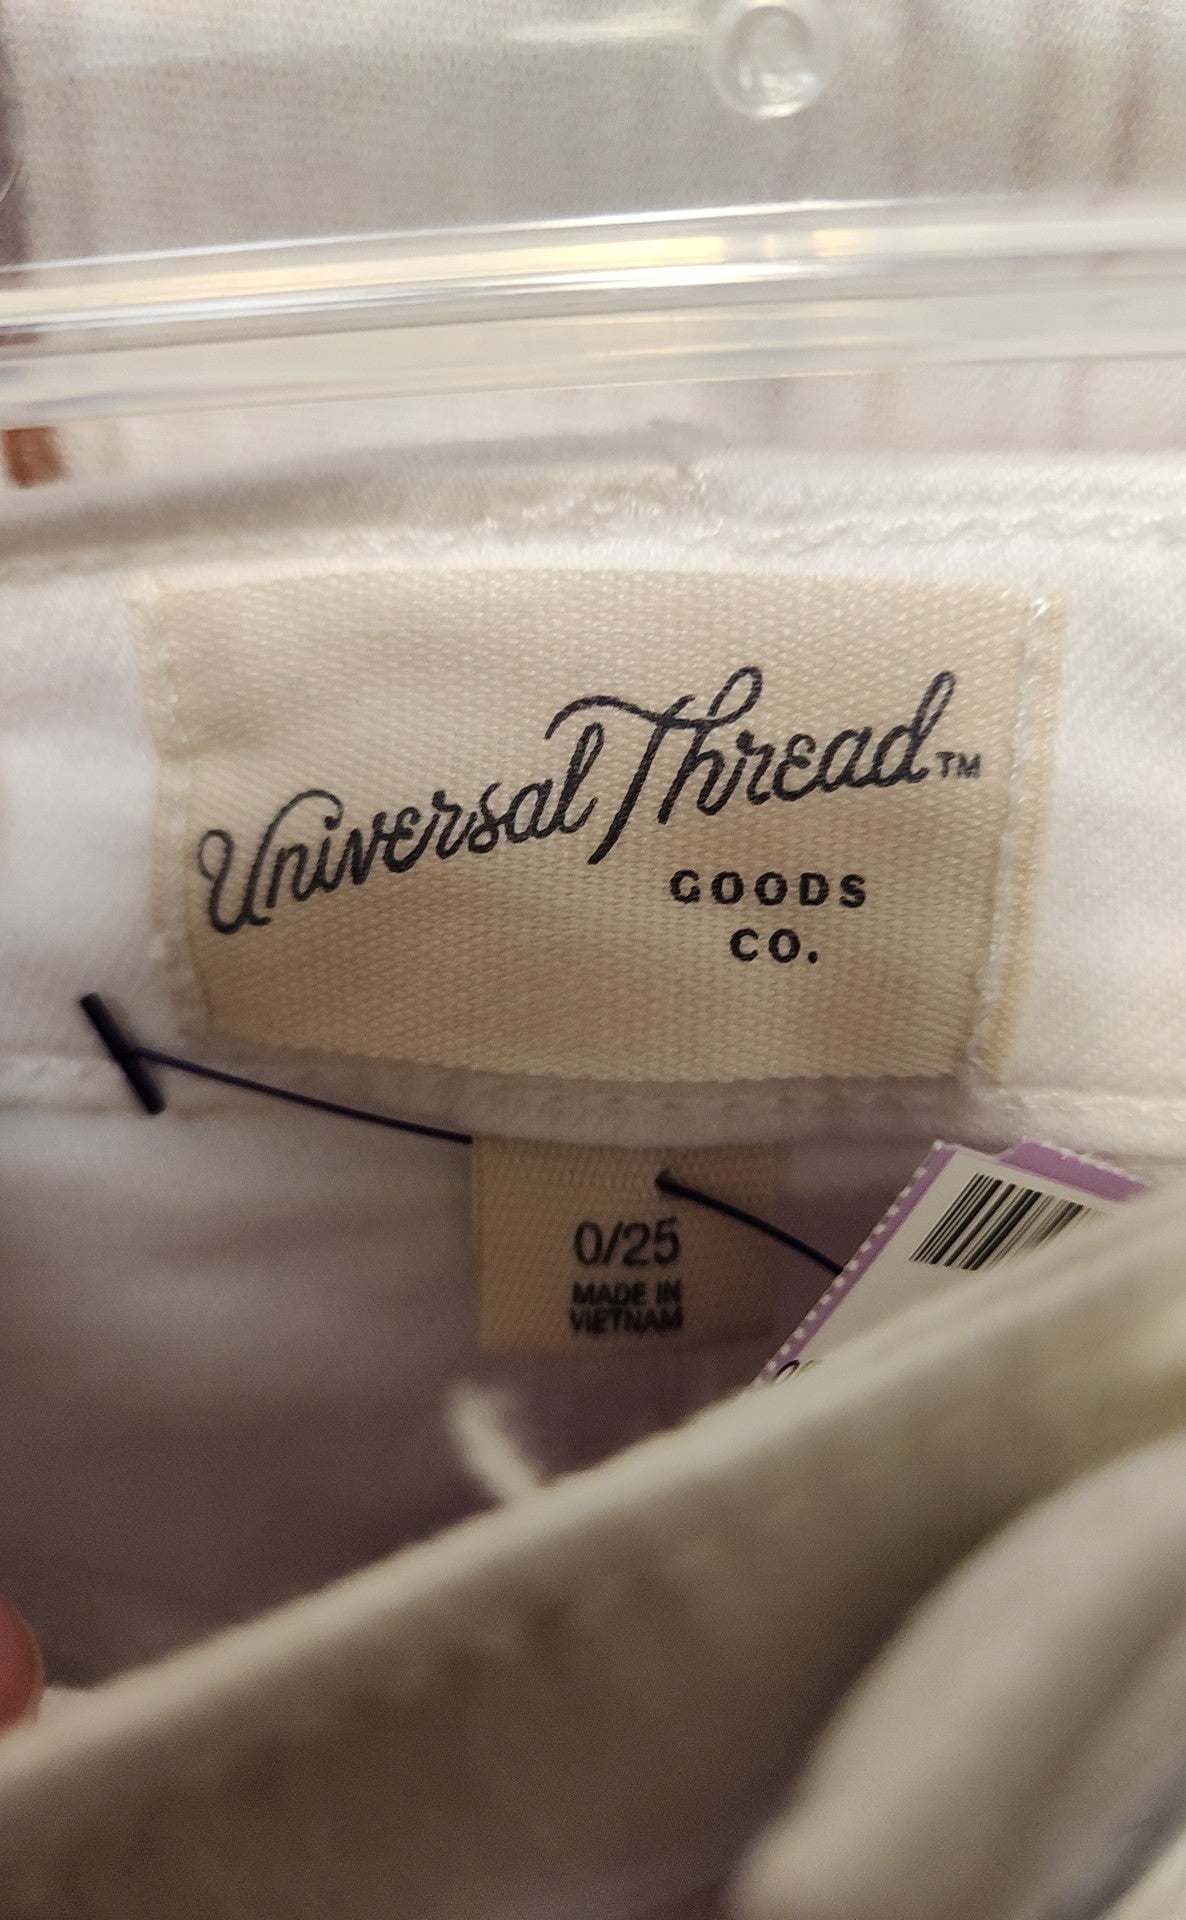 Universal Thread™
GOODS
CO.
0/25
MADE IN
VIETNAM